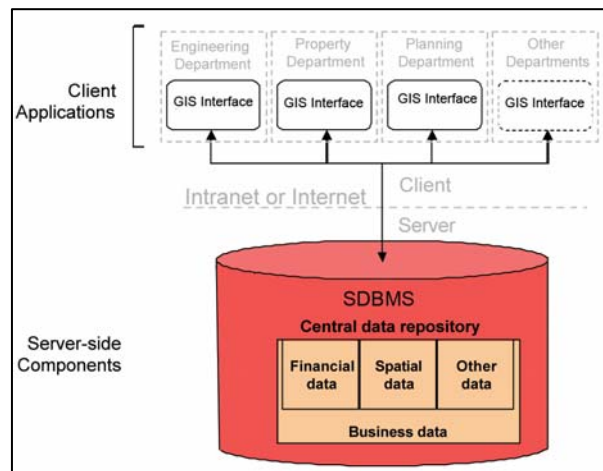 Engineering
Department
Property
Department
Planning
Department
Other
Departments
Client
Applications
GIS Interface
GIS Interface
GIS Interface
GIS Interface
Intranet or Internet
Client
Server
SDBMS
Central data repository
Server-side
Components
Financial
data
Spatial
data
Other
data
Business data